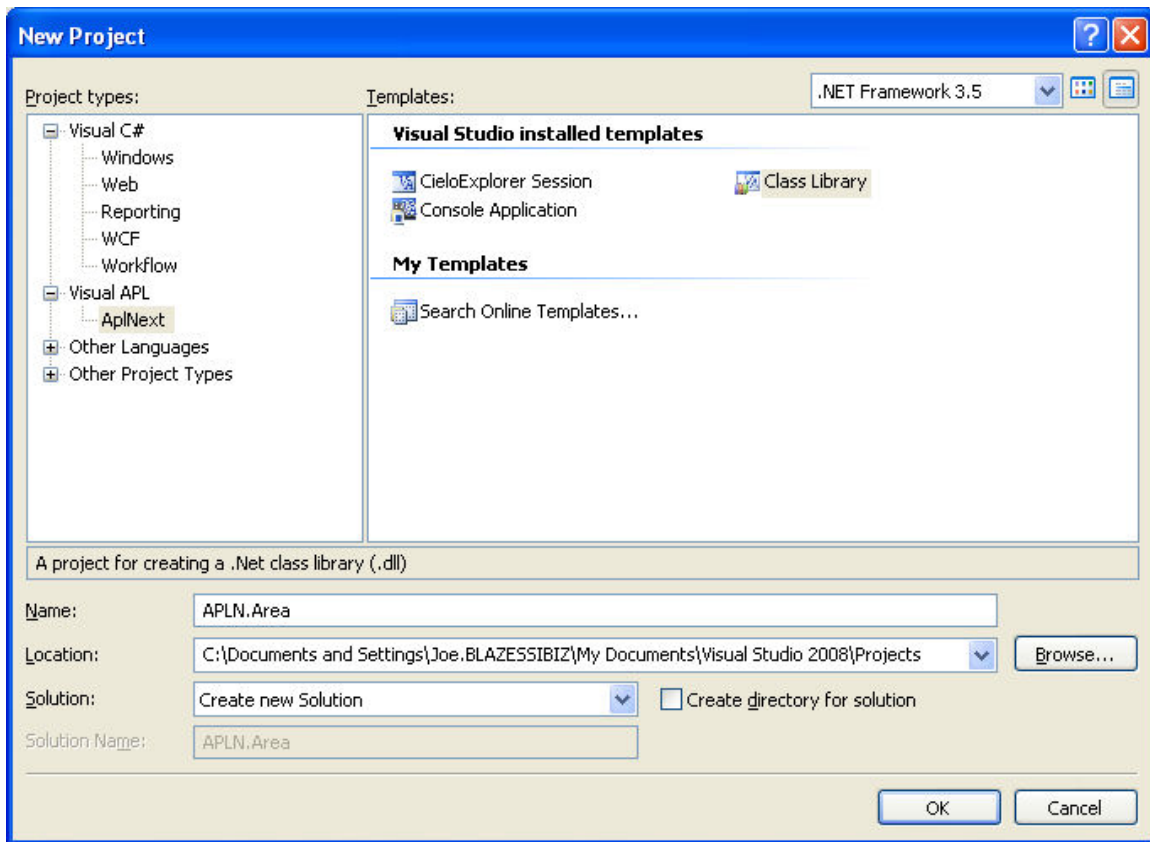 New Project
Project types:
Templates:
.NET Framework 3.5
Visual C#
Windows
Web
Reporting
WCF
Workflow
Visual APL
AplNext
Other Languages
Other Project Types
Visual Studio installed templates
CieloExplorer Session
Class Library
Console Application
My Templates
Search Online Templates...
A project for creating a .Net class library (.dll)
Name: APLN.Area
Location: C:\Documents and Settings\Joe.BLAZESSIBIZ\My Documents\Visual Studio 2008\Projects Browse...
Solution: Create new Solution Create directory for solution
Solution Name: APLN.Area
OK Cancel